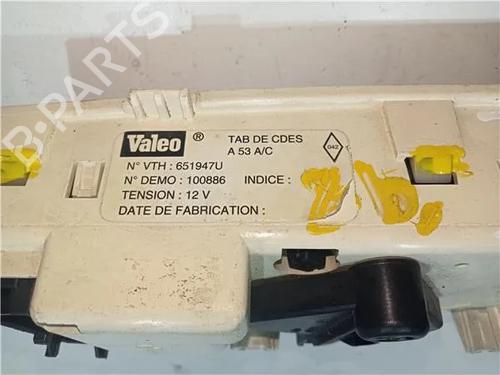 B-PARTS
Valeo ®
TAB DE CDES
A 53 A/C
042
N° VTH : 651947U
N° DEMO : 100886 INDICE :
TENSION : 12 V
DATE DE FABRICATION :